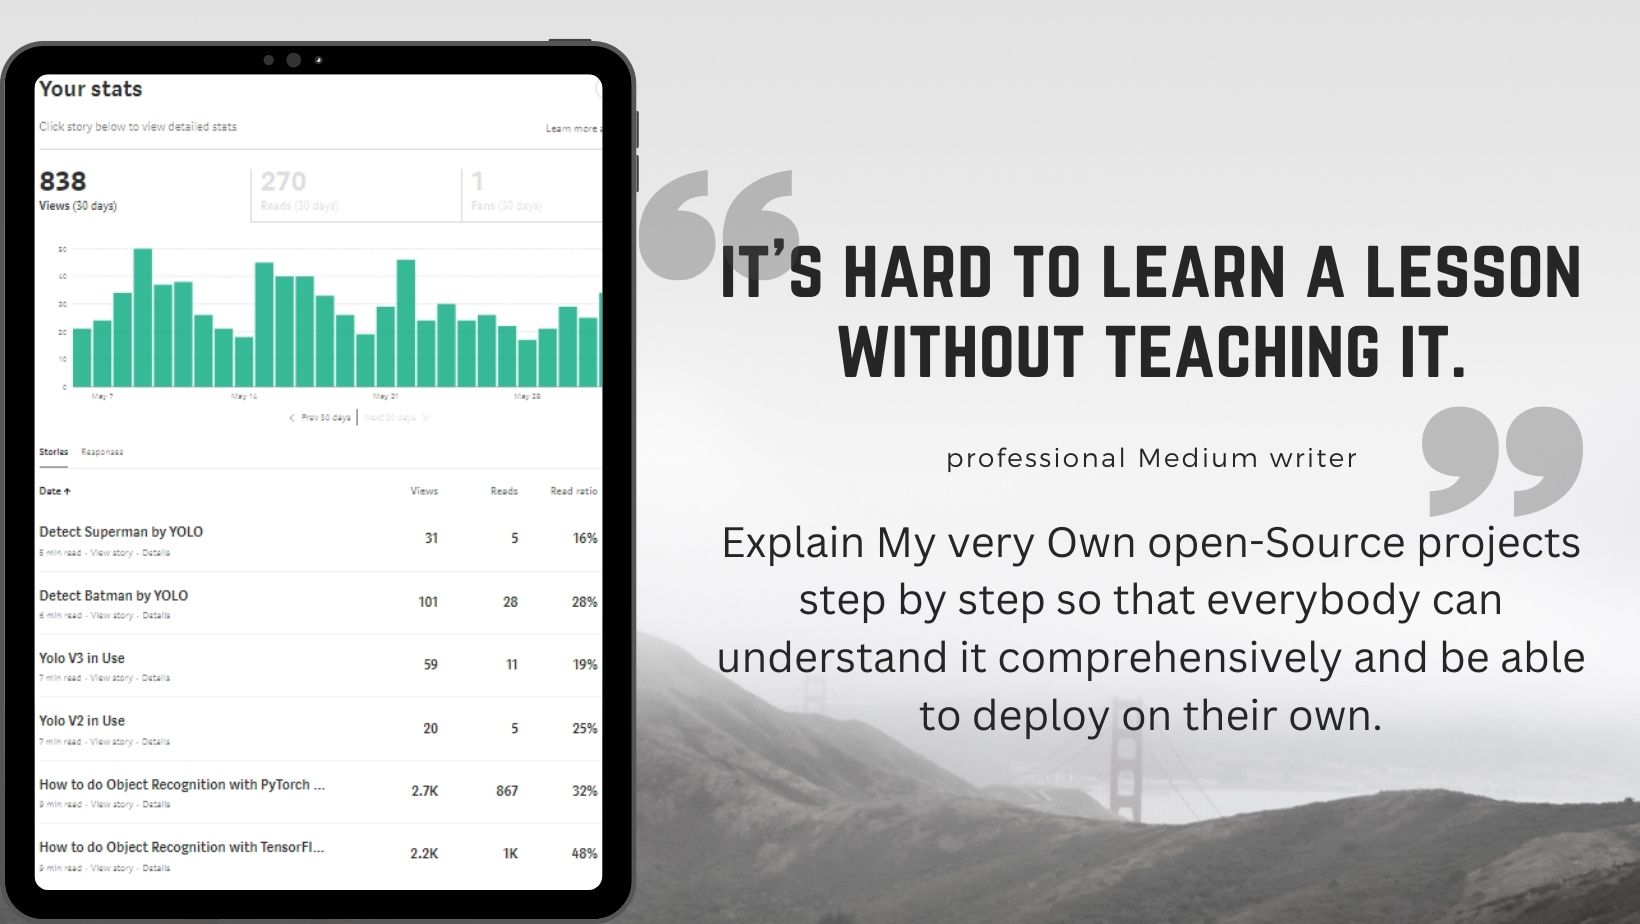 Your stats
Click story below to view detailed stats
Learn more
838
Views (30 days)
270
Reads (30 days)
1
Fans (30 days)
50
40
30
20
10
0
May 7
May 14
May 21
May 28
< Prev 30 days | Next 30 days >
Stories Responses
Date ↑ Views Reads Read ratio
Detect Superman by YOLO 31 5 16%
5 min read · View story · Details
Detect Batman by YOLO 101 28 28%
6 min read · View story · Details
Yolo V3 in Use 59 11 19%
7 min read · View story · Details
Yolo V2 in Use 20 5 25%
7 min read · View story · Details
How to do Object Recognition with PyTorch ... 2.7K 867 32%
9 min read · View story · Details
How to do Object Recognition with TensorFl... 2.2K 1K 48%
9 min read · View story · Details
“
IT’S HARD TO LEARN A LESSON
WITHOUT TEACHING IT.
”
professional Medium writer
Explain My very Own open-Source projects
step by step so that everybody can
understand it comprehensively and be able
to deploy on their own.